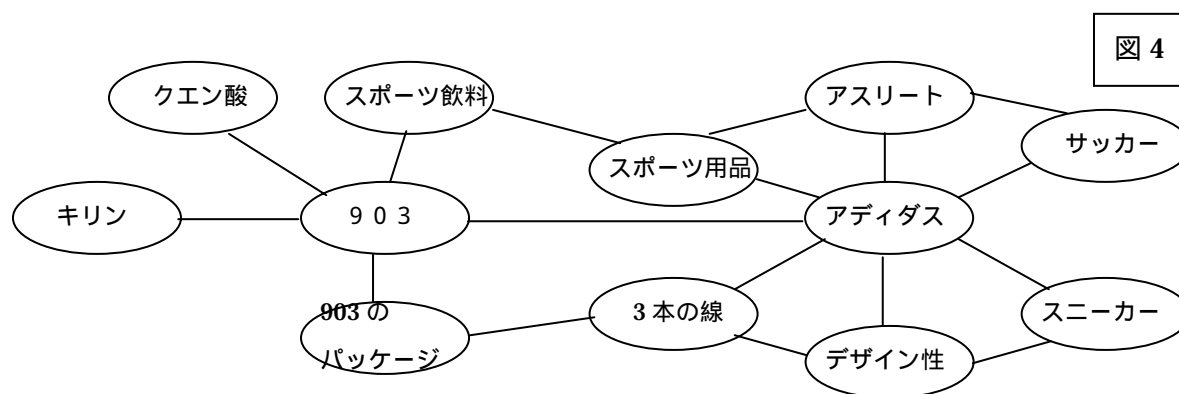 図 4
クエン酸
スポーツ飲料
アスリート
サッカー
スポーツ用品
キリン
９０３
アディダス
903 の
パッケージ
3 本の線
スニーカー
デザイン性